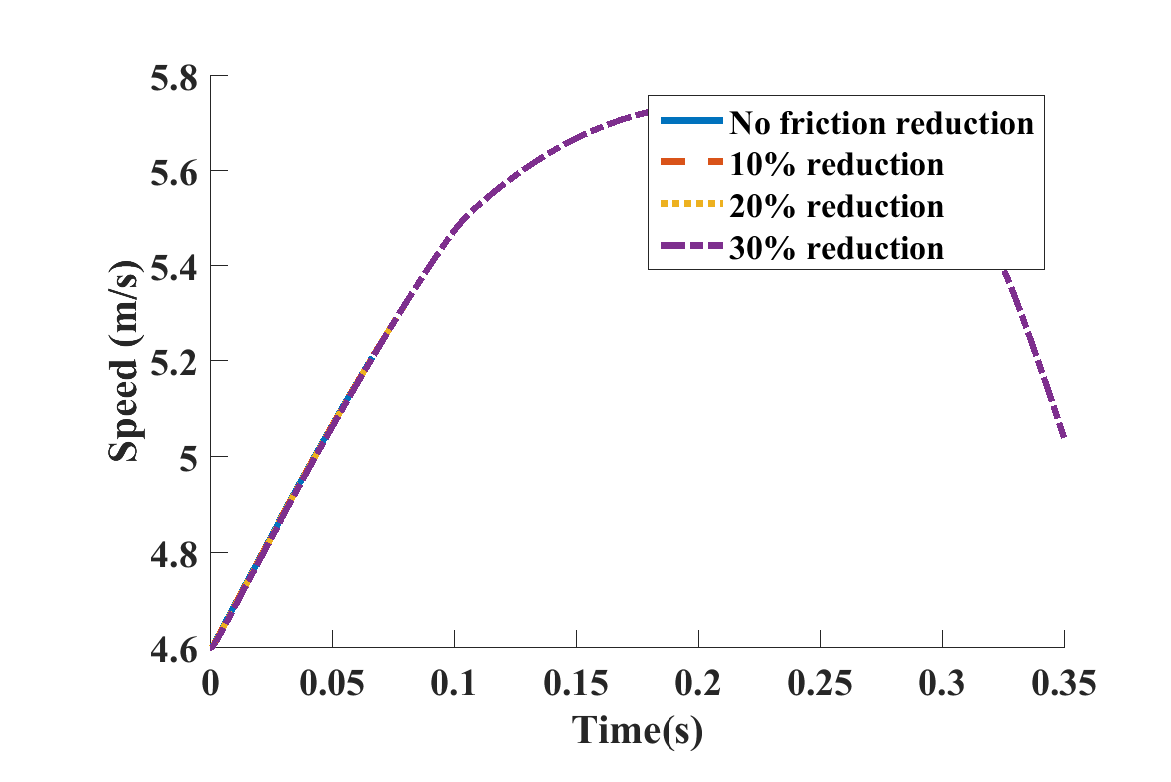 5.8
5.6
5.4
5.2
5
4.8
4.6
Speed (m/s)
No friction reduction
10% reduction
20% reduction
30% reduction
0 0.05 0.1 0.15 0.2 0.25 0.3 0.35
Time(s)